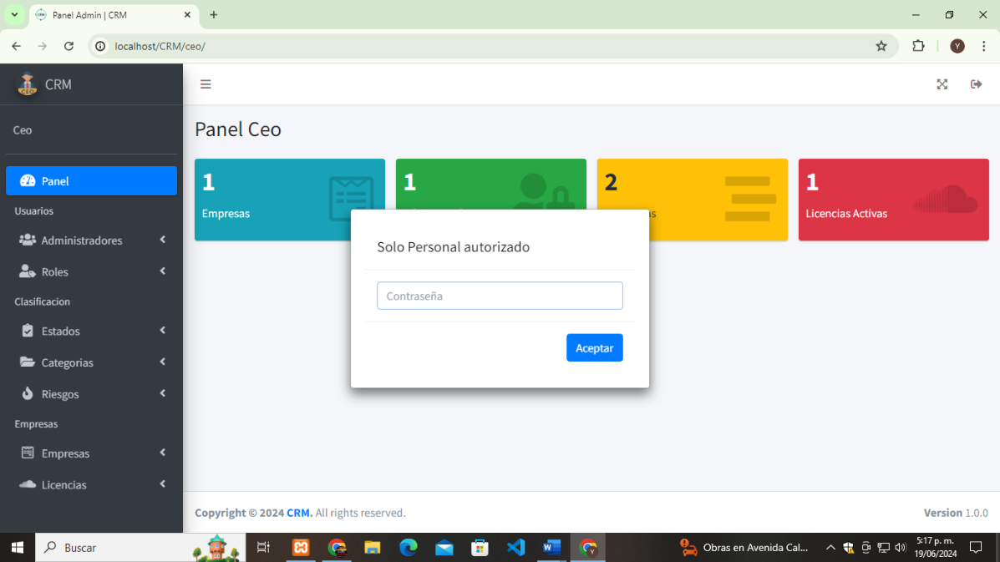 Panel Admin | CRM
localhost/CRM/ceo/
Y
CEO
CRM
Ceo
Panel Ceo
Panel
Usuarios
Administradores
Roles
Clasificacion
Estados
Categorias
Riesgos
Empresas
Empresas
Licencias
1
Empresas
1
2
1
Licencias Activas
Solo Personal autorizado
Contraseña
Aceptar
Copyright © 2024 CRM. All rights reserved.
Version 1.0.0
Buscar
Obras en Avenida Cal...
5:17 p. m.
19/06/2024